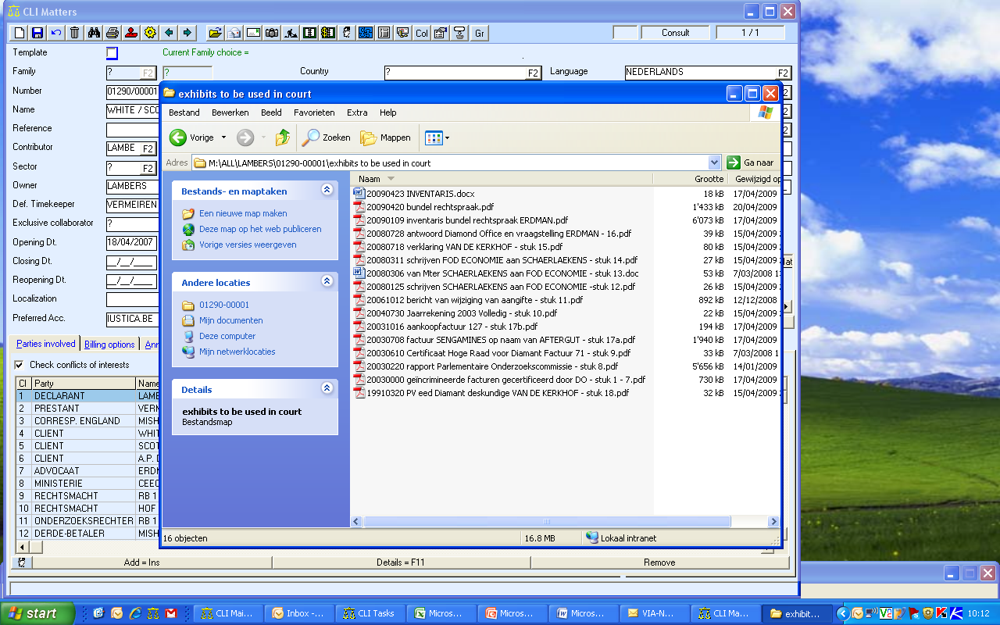 CLI Matters
Col
Gr
Consult
1 / 1
Template
Current Family choice =
Family
?
F2
?
Country
?
F2
Language
NEDERLANDS
F2
Number
01290/00001
Name
WHITE / SCO
Reference
Contributor
LAMBE
F2
Sector
?
F2
Owner
LAMBERS
Def. Timekeeper
VERMEIREN
Exclusive collaborator
?
Opening Dt.
18/04/2007
Closing Dt.
__/__/____
Reopening Dt.
__/__/____
Localization
Preferred Acc.
IUSTICA.BE
Parties involved
Billing options
Ann
Check conflicts of interests
Cl Party Name
1 DECLARANT LAMB
2 PRESTANT VERM
3 CORRESP. ENGLAND MISH
4 CLIENT WHIT
5 CLIENT SCOT
6 CLIENT A.P. D
7 ADVOCAAT ERDM
8 MINISTERIE CEEC
9 RECHTSMACHT RB 1
10 RECHTSMACHT HOF
11 ONDERZOEKSRECHTER RB 1
12 DERDE-BETALER MISH
Add = Ins
Details = F11
Remove
exhibits to be used in court
Bestand Bewerken Beeld Favorieten Extra Help
Vorige
Zoeken
Mappen
Adres
M:\ALL\LAMBERS\01290-00001\exhibits to be used in court
Ga naar
Bestands- en maptaken
Een nieuwe map maken
Deze map op het web publiceren
Vorige versies weergeven
Andere locaties
01290-00001
Mijn documenten
Deze computer
Mijn netwerklocaties
Details
exhibits to be used in court
Bestandsmap
Naam Grootte Gewijzigd op
20090423 INVENTARIS.docx 18 kB 17/04/2009
20090420 bundel rechtspraak.pdf 1'433 kB 20/04/2009
20090109 inventaris bundel rechtspraak ERDMAN.pdf 6'073 kB 17/04/2009
20080728 antwoord Diamond Office en vraagstelling ERDMAN - 16.pdf 39 kB 15/04/2009
20080718 verklaring VAN DE KERKHOF - stuk 15.pdf 80 kB 15/04/2009
20080311 schrijven FOD ECONOMIE aan SCHAERLAEKENS - stuk 14.pdf 27 kB 15/04/2009
20080306 van Mter SCHAERLAEKENS aan FOD ECONOMIE - stuk 13.doc 53 kB 7/03/2008 1
20080125 schrijven SCHAERLAEKENS aan FOD ECONOMIE -stuk 12.pdf 26 kB 15/04/2009
20061012 bericht van wijziging van aangifte - stuk 11.pdf 892 kB 12/12/2008
20040730 Jaarrekening 2003 Volledig - stuk 10.pdf 22 kB 15/04/2009
20031016 aankoopfactuur 127 - stuk 17b.pdf 194 kB 17/04/2009
20030708 factuur SENGAMINES op naam van AFTERGUT - stuk 17a.pdf 1'940 kB 17/04/2009
20030610 Certificaat Hoge Raad voor Diamant Factuur 71 - stuk 9.pdf 33 kB 7/03/2008 1
20030220 rapport Parlementaire Onderzoekscommissie - stuk 8.pdf 5'656 kB 14/01/2009
20030000 geïncrimineerde facturen gecertificeerd door DO - stuk 1 - 7.pdf 730 kB 17/04/2009
19910320 PV eed Diamant deskundige VAN DE KERKHOF - stuk 18.pdf 32 kB 15/04/2009
16 objecten
16.8 MB
Lokaal intranet
start
CLI Mai...
Inbox -...
CLI Tasks
Micros...
Micros...
Micros...
VIA-N...
CLI Ma...
exhibit...
10:12